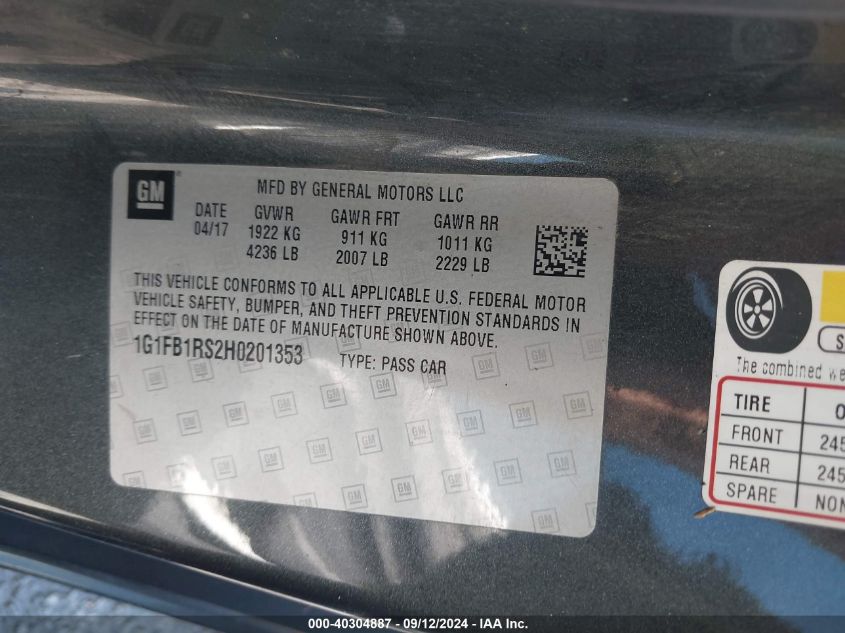 GM
MFD BY GENERAL MOTORS LLC
DATE GVWR GAWR FRT GAWR RR
04/17 1922 KG 911 KG 1011 KG
4236 LB 2007 LB 2229 LB
THIS VEHICLE CONFORMS TO ALL APPLICABLE U.S. FEDERAL MOTOR
VEHICLE SAFETY, BUMPER, AND THEFT PREVENTION STANDARDS IN
EFFECT ON THE DATE OF MANUFACTURE SHOWN ABOVE.
1G1FB1RS2H0201353 TYPE: PASS CAR
The combined
TIRE
FRONT 245
REAR 245
SPARE NON
000-40304887 - 09/12/2024 - IAA Inc.